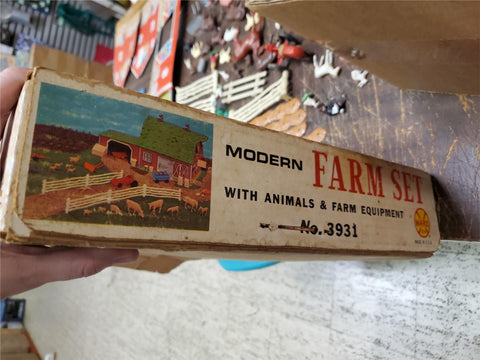 MODERN FARM SET
WITH ANIMALS & FARM EQUIPMENT
No. 3931